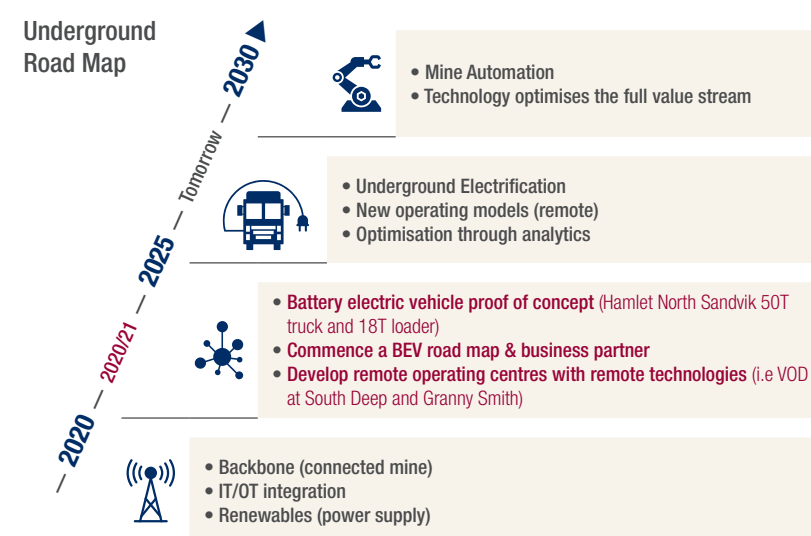 Underground
Road Map
2030
• Mine Automation
• Technology optimises the full value stream
Tomorrow
• Underground Electrification
• New operating models (remote)
• Optimisation through analytics
2025
• Battery electric vehicle proof of concept (Hamlet North Sandvik 50T
truck and 18T loader)
• Commence a BEV road map & business partner
• Develop remote operating centres with remote technologies (i.e VOD
at South Deep and Granny Smith)
2020/21
2020
• Backbone (connected mine)
• IT/OT integration
• Renewables (power supply)